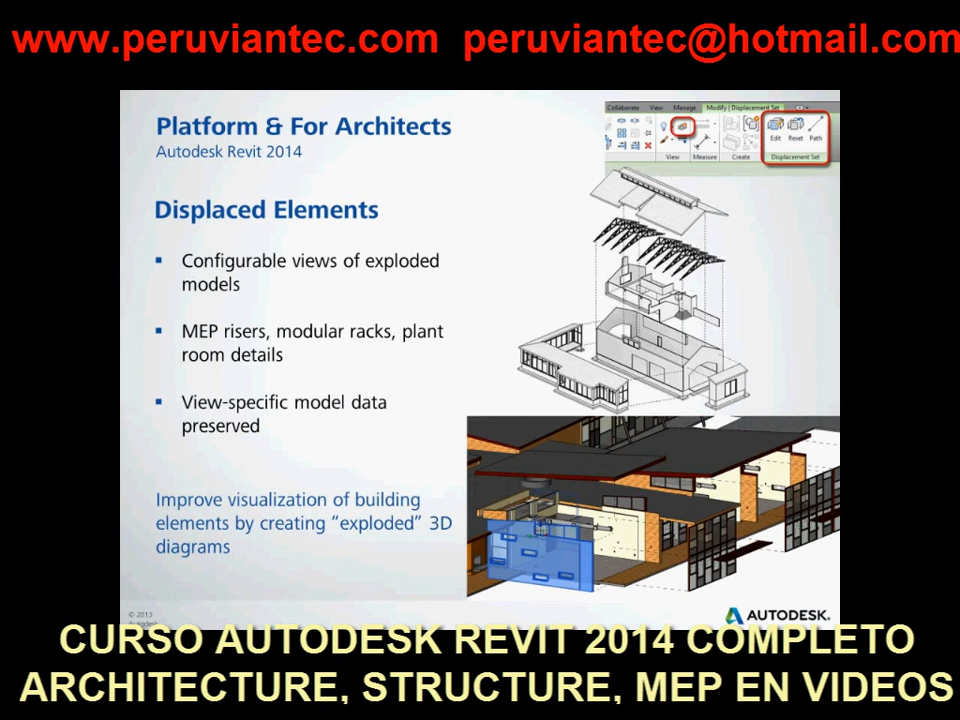 www.peruviantec.com peruviantec@hotmail.com
Platform & For Architects
Autodesk Revit 2014
Collaborate View Manage Modify | Displacement Set
Edit Reset Path
View Measure Create Displacement Set
Displaced Elements
▪ Configurable views of exploded
models
▪ MEP risers, modular racks, plant
room details
▪ View-specific model data
preserved
Improve visualization of building
elements by creating “exploded” 3D
diagrams
© 2013
Autodesk
AUTODESK.
CURSO AUTODESK REVIT 2014 COMPLETO
ARCHITECTURE, STRUCTURE, MEP EN VIDEOS